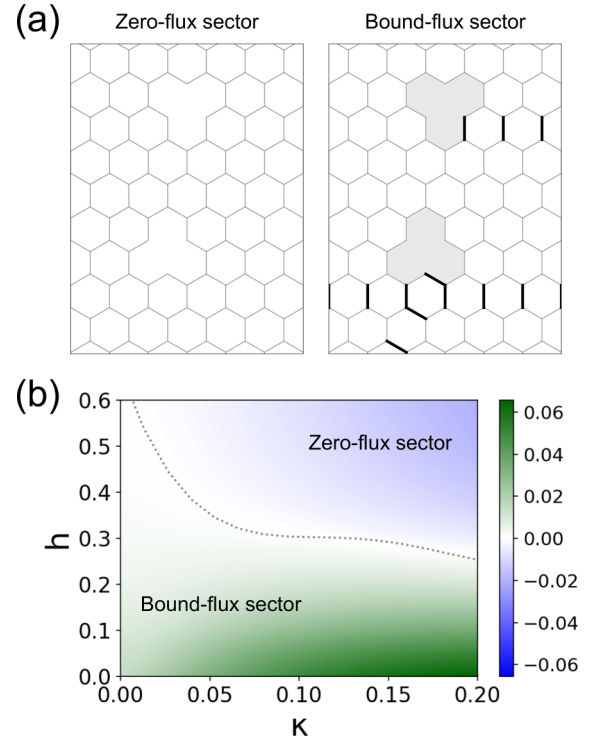 (a)
Zero-flux sector
Bound-flux sector
(b)
0.6
0.5
0.4
0.3
0.2
0.1
0.0
h
Zero-flux sector
Bound-flux sector
0.00
0.05
0.10
0.15
0.20
κ
0.06
0.04
0.02
0.00
−0.02
−0.04
−0.06